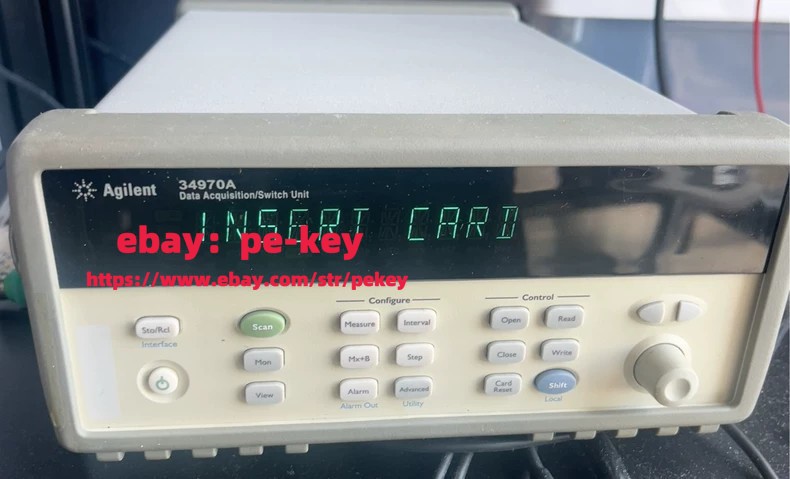 Agilent
34970A
Data Acquisition/Switch Unit
INSERT CARD
ebay: pe-key
https://www.ebay.com/str/pekey
Configure
Control
Sto/Rcl
Scan
Measure
Interval
Open
Read
Interface
Mon
Mx+B
Step
Close
Write
View
Alarm
Advanced
Card
Reset
Shift
Alarm Out
Utility
Local